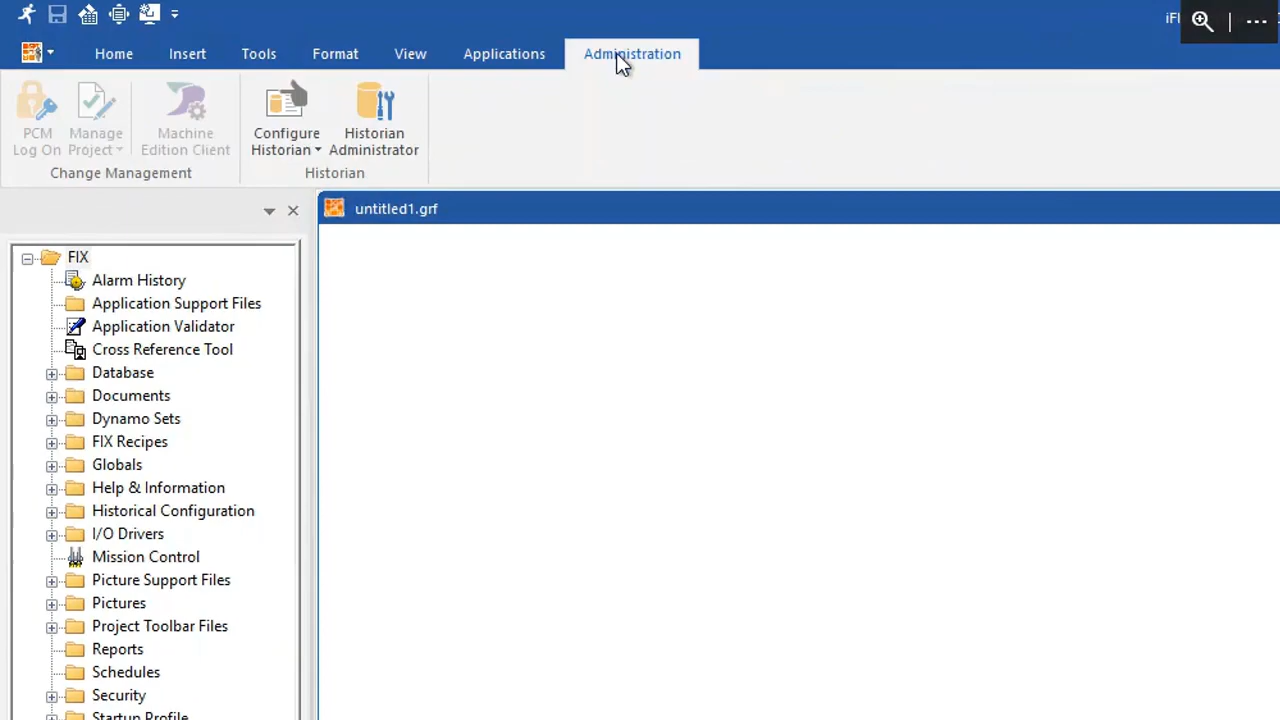 iFI
Home Insert Tools Format View Applications Administration
PCM Log On
Manage Project
Machine Edition Client
Configure Historian
Historian Administrator
Change Management
Historian
untitled1.grf
FIX
Alarm History
Application Support Files
Application Validator
Cross Reference Tool
Database
Documents
Dynamo Sets
FIX Recipes
Globals
Help & Information
Historical Configuration
I/O Drivers
Mission Control
Picture Support Files
Pictures
Project Toolbar Files
Reports
Schedules
Security
Startup Profile